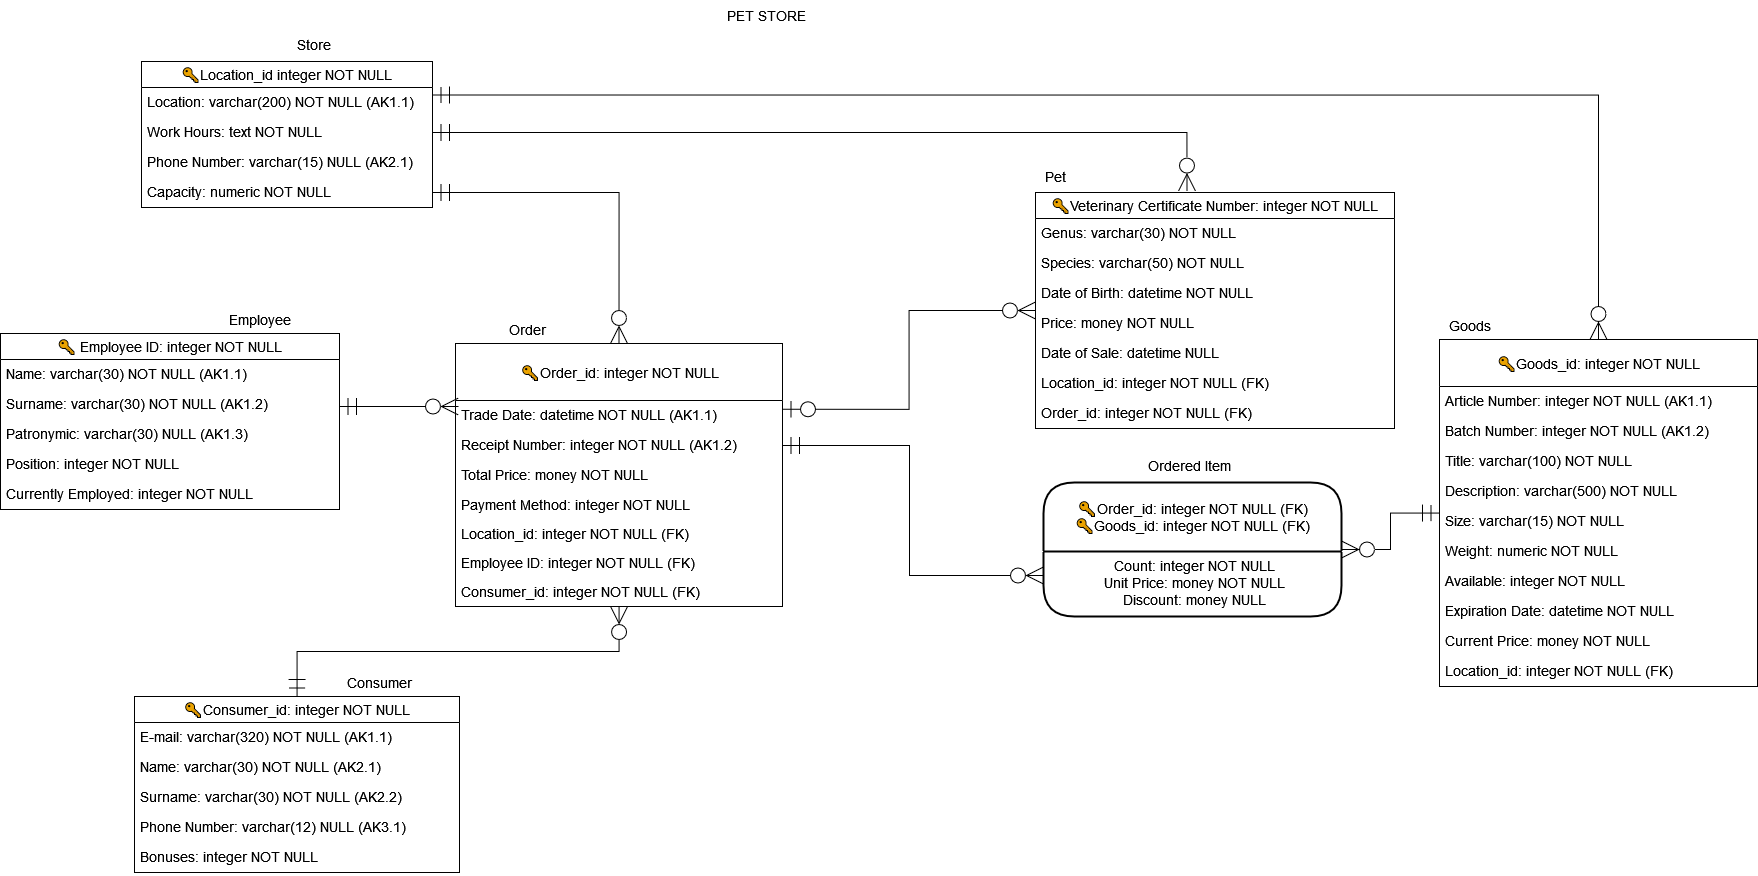 PET STORE
Store
Location_id integer NOT NULL
Location: varchar(200) NOT NULL (AK1.1)
Work Hours: text NOT NULL
Phone Number: varchar(15) NULL (AK2.1)
Capacity: numeric NOT NULL
Pet
Veterinary Certificate Number: integer NOT NULL
Genus: varchar(30) NOT NULL
Species: varchar(50) NOT NULL
Date of Birth: datetime NOT NULL
Price: money NOT NULL
Date of Sale: datetime NULL
Location_id: integer NOT NULL (FK)
Order_id: integer NOT NULL (FK)
Employee
Employee ID: integer NOT NULL
Name: varchar(30) NOT NULL (AK1.1)
Surname: varchar(30) NOT NULL (AK1.2)
Patronymic: varchar(30) NULL (AK1.3)
Position: integer NOT NULL
Currently Employed: integer NOT NULL
Order
Order_id: integer NOT NULL
Trade Date: datetime NOT NULL (AK1.1)
Receipt Number: integer NOT NULL (AK1.2)
Total Price: money NOT NULL
Payment Method: integer NOT NULL
Location_id: integer NOT NULL (FK)
Employee ID: integer NOT NULL (FK)
Consumer_id: integer NOT NULL (FK)
Goods
Goods_id: integer NOT NULL
Article Number: integer NOT NULL (AK1.1)
Batch Number: integer NOT NULL (AK1.2)
Title: varchar(100) NOT NULL
Description: varchar(500) NOT NULL
Size: varchar(15) NOT NULL
Weight: numeric NOT NULL
Available: integer NOT NULL
Expiration Date: datetime NOT NULL
Current Price: money NOT NULL
Location_id: integer NOT NULL (FK)
Ordered Item
Order_id: integer NOT NULL (FK)
Goods_id: integer NOT NULL (FK)
Count: integer NOT NULL
Unit Price: money NOT NULL
Discount: money NULL
Consumer
Consumer_id: integer NOT NULL
E-mail: varchar(320) NOT NULL (AK1.1)
Name: varchar(30) NOT NULL (AK2.1)
Surname: varchar(30) NOT NULL (AK2.2)
Phone Number: varchar(12) NULL (AK3.1)
Bonuses: integer NOT NULL